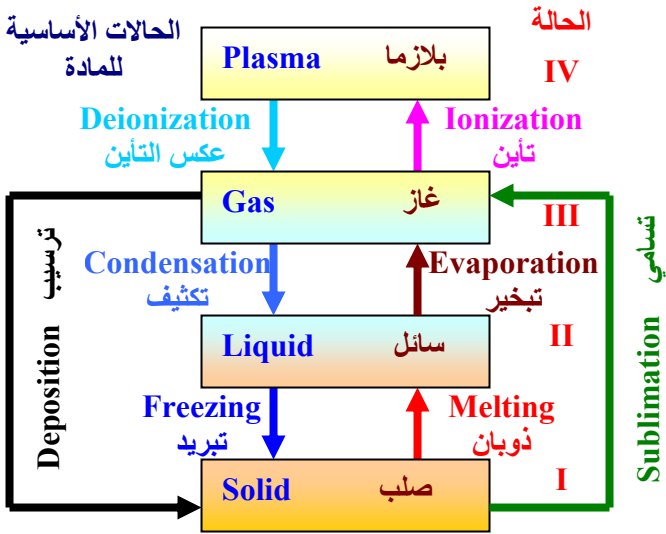 الحالات الأساسية
للمادة
الحالة
Plasma بلازما
IV
Deionization
عكس التأين
Ionization
تأين
Gas غاز
III
Condensation
تكثيف
Evaporation
تبخير
Liquid سائل
II
Freezing
تبريد
Melting
ذوبان
Solid صلب
I
Deposition ترسيب
Sublimation تسامي